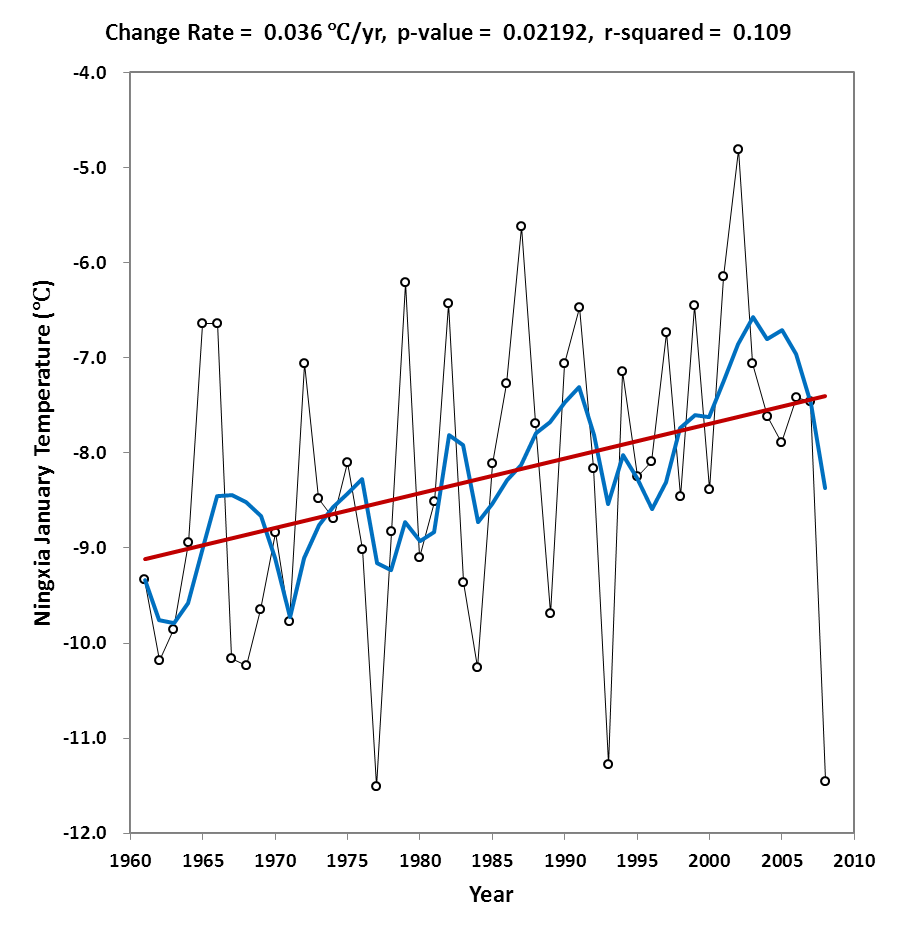 Change Rate = 0.036 ℃/yr, p-value = 0.02192, r-squared = 0.109
-4.0
-5.0
-6.0
-7.0
-8.0
-9.0
-10.0
-11.0
-12.0
Ningxia January Temperature (℃)
1960 1965 1970 1975 1980 1985 1990 1995 2000 2005 2010
Year